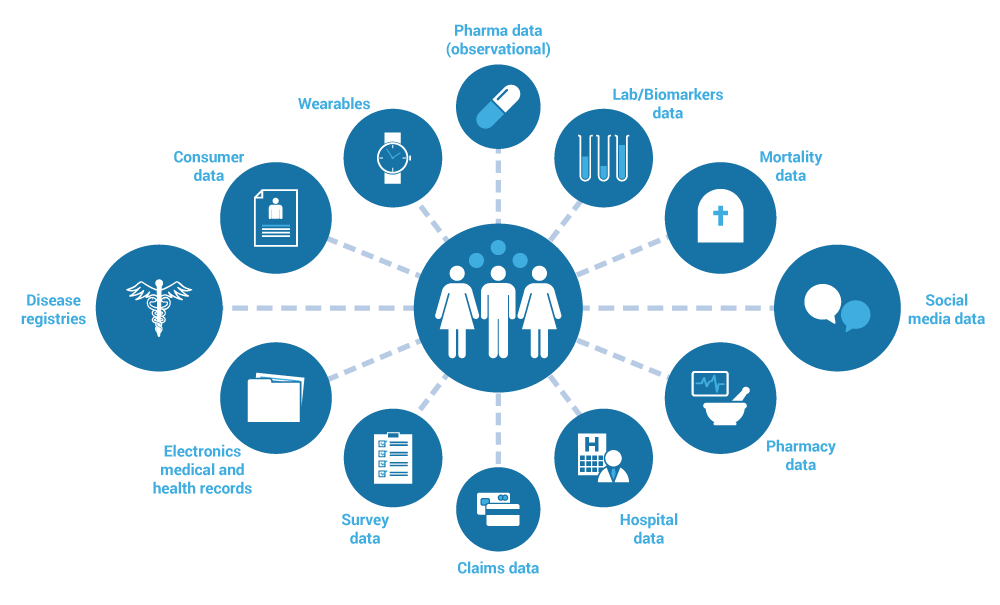 Pharma data
(observational)
Wearables
Lab/Biomarkers
data
Consumer
data
Mortality
data
Disease
registries
Social
media data
Electronics
medical and
health records
Pharmacy
data
Survey
data
H
Hospital
data
Claims data